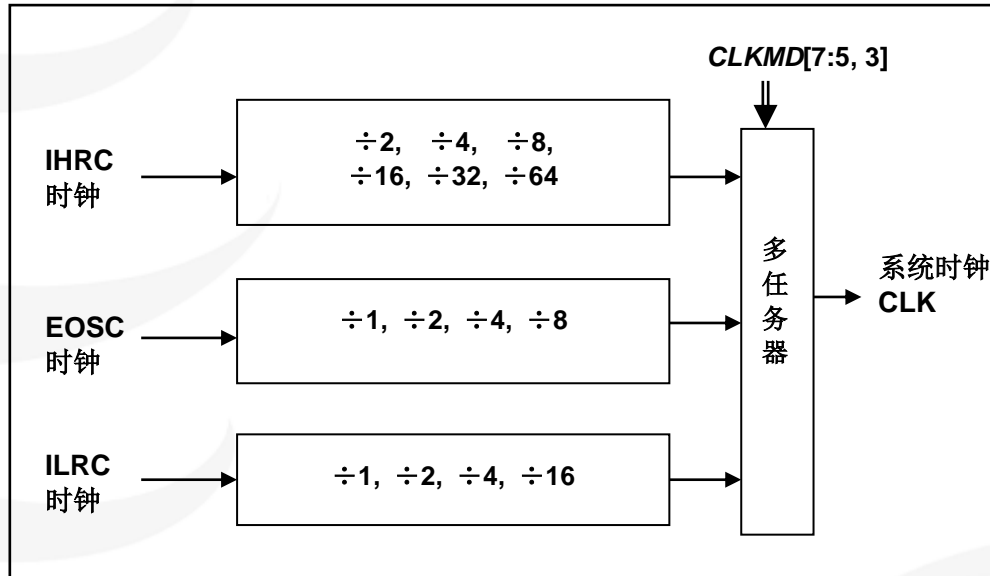 CLKMD[7:5, 3]
IHRC
时钟
÷2, ÷4, ÷8,
÷16, ÷32, ÷64
EOSC
时钟
÷1, ÷2, ÷4, ÷8
ILRC
时钟
÷1, ÷2, ÷4, ÷16
多
任
务
器
系统时钟
CLK